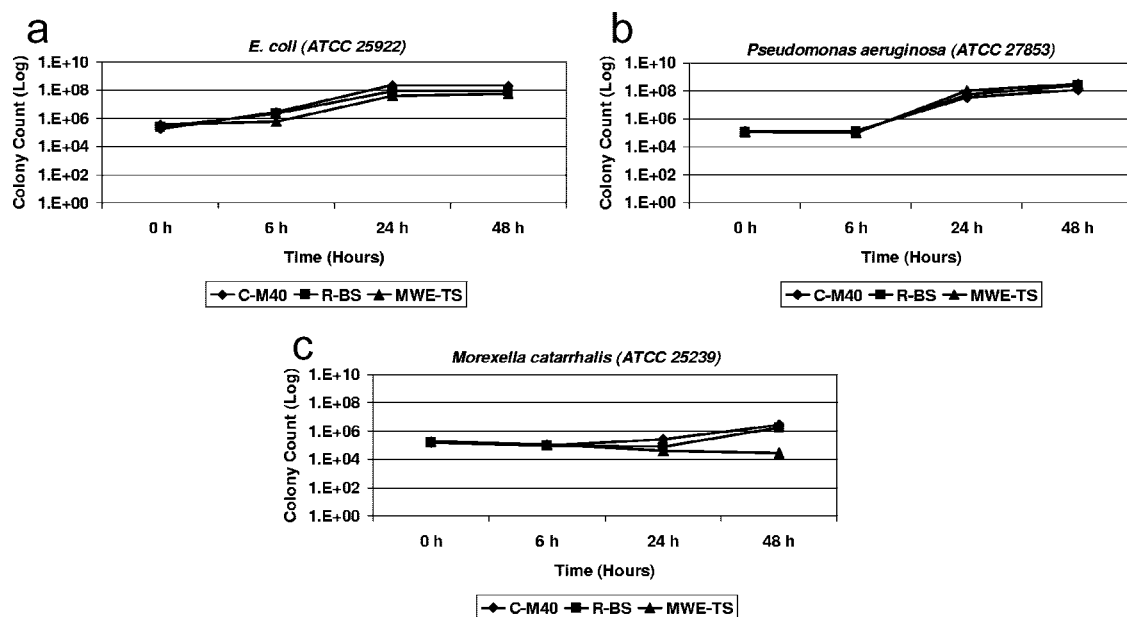 a
E. coli (ATCC 25922)
Colony Count (Log)
1.E+10
1.E+08
1.E+06
1.E+04
1.E+02
1.E+00
0 h 6 h 24 h 48 h
Time (Hours)
C-M40 R-BS MWE-TS
b
Pseudomonas aeruginosa (ATCC 27853)
Colony Count (Log)
1.E+10
1.E+08
1.E+06
1.E+04
1.E+02
1.E+00
0 h 6 h 24 h 48 h
Time (Hours)
C-M40 R-BS MWE-TS
c
Morexella catarrhalis (ATCC 25239)
Colony Count (Log)
1.E+10
1.E+08
1.E+06
1.E+04
1.E+02
1.E+00
0 h 6 h 24 h 48 h
Time (Hours)
C-M40 R-BS MWE-TS